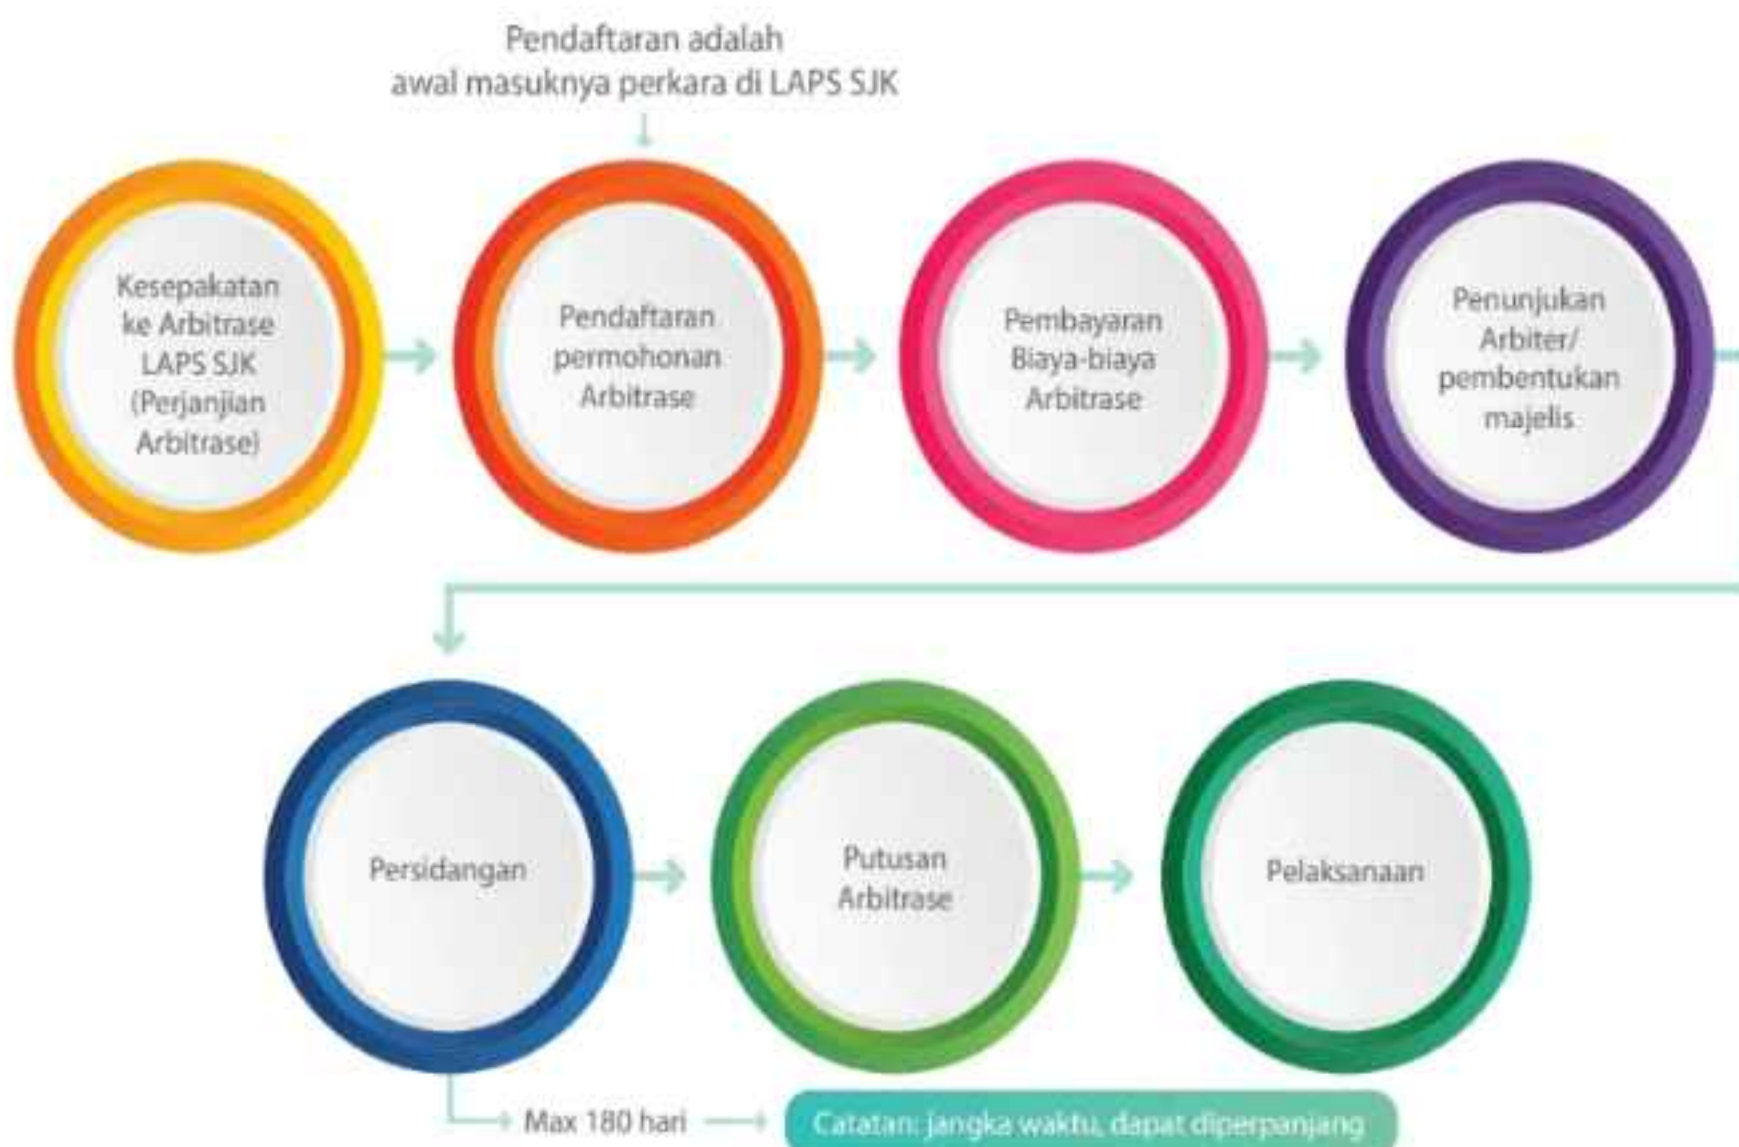 Pendaftaran adalah
awal masuknya perkara di LAPS SJK
Kesepakatan
ke Arbitrase
LAPS SJK
(Perjanjian
Arbitrase)
Pendaftaran
permohonan
Arbitrase
Pembayaran
Biaya-biaya
Arbitrase
Penunjukan
Arbiter/
pembentukan
majelis
Persidangan
Putusan
Arbitrase
Pelaksanaan
Max 180 hari
Catatan: jangka waktu, dapat diperpanjang